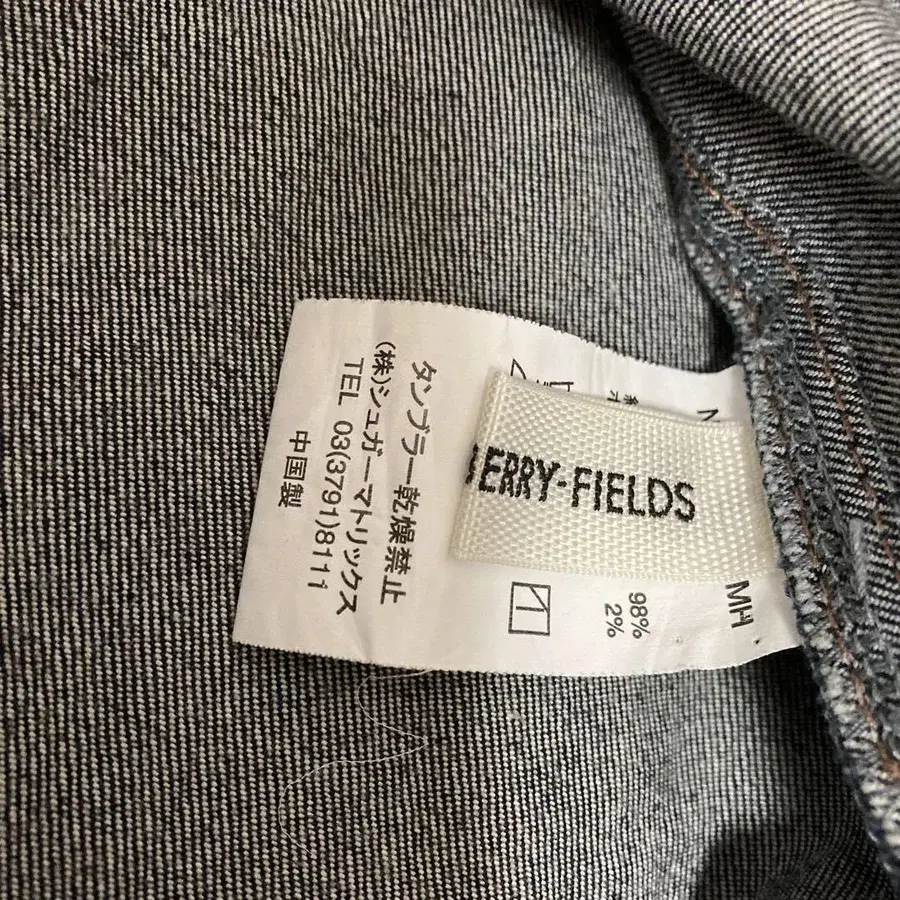 ERRY-FIELDS
MH
98%
2%
タンブラー乾燥禁止
(株)シュガーマトリックス
TEL 03(3791)8111
中国製